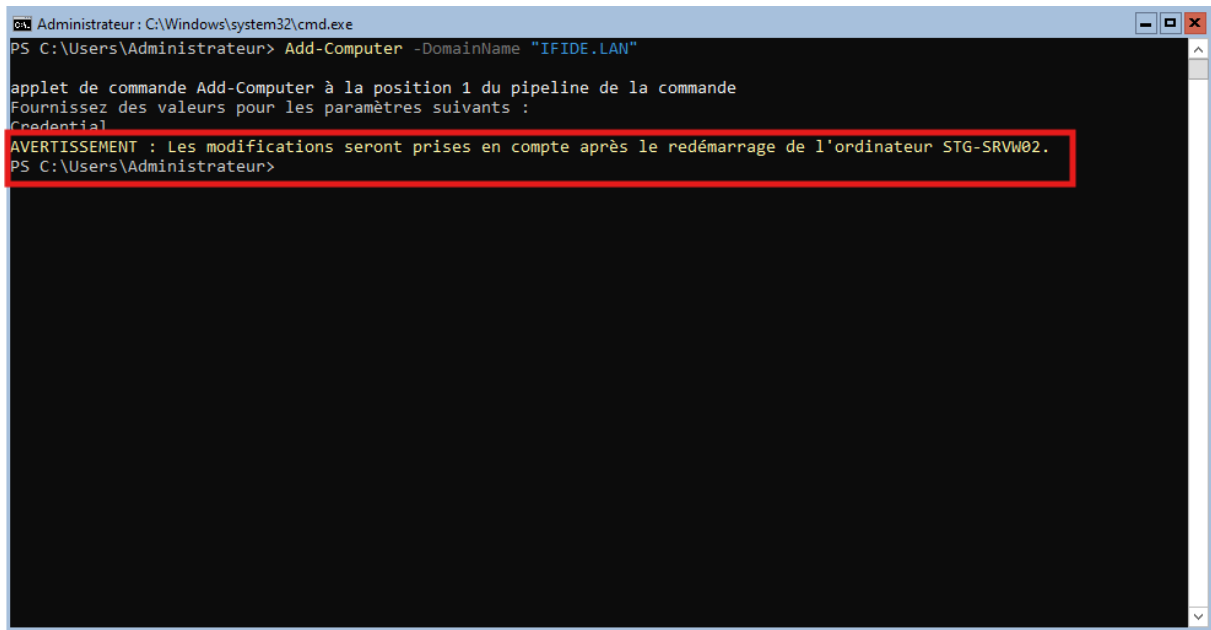 Administrateur : C:\Windows\system32\cmd.exe
PS C:\Users\Administrateur> Add-Computer -DomainName "IFIDE.LAN"
applet de commande Add-Computer à la position 1 du pipeline de la commande
Fournissez des valeurs pour les paramètres suivants :
Credential
AVERTISSEMENT : Les modifications seront prises en compte après le redémarrage de l'ordinateur STG-SRVW02.
PS C:\Users\Administrateur>